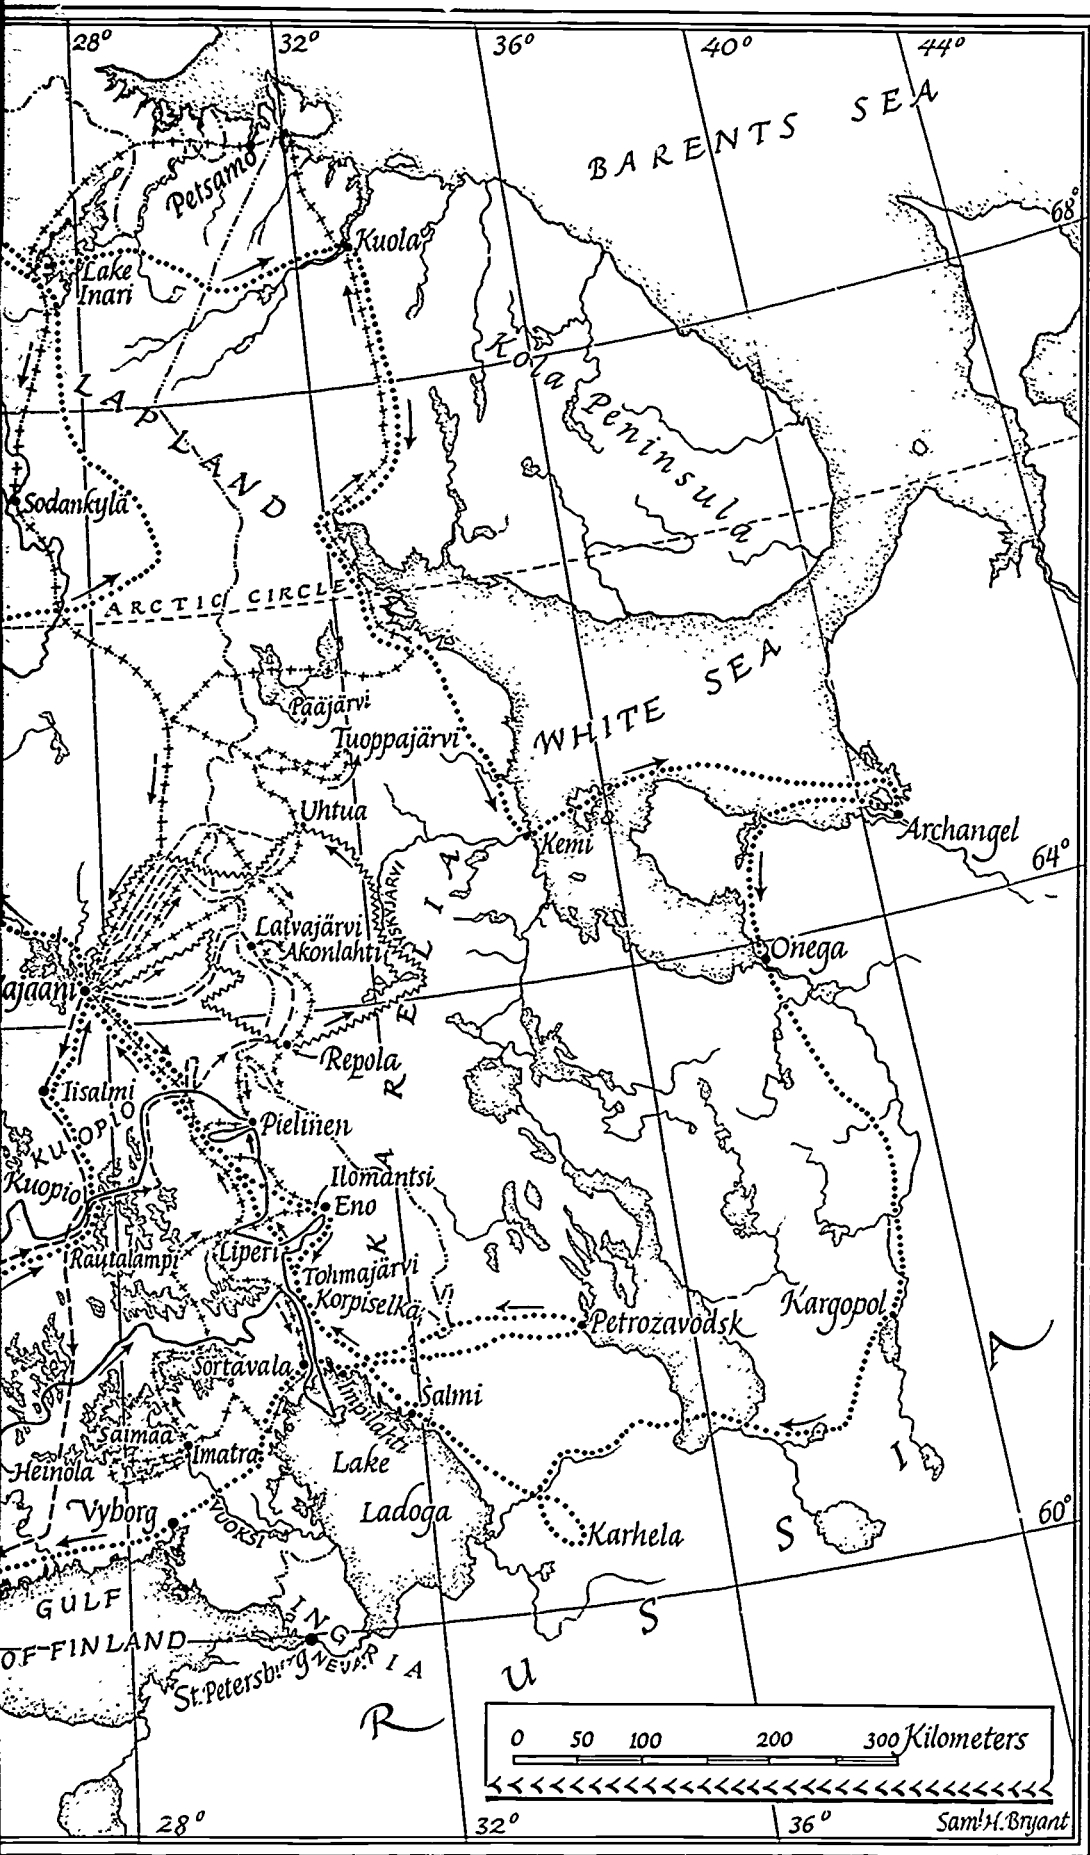 28°
32°
36°
40°
44°
BARENTS SEA
68°
Petsamo
Kuola
Lake
Inari
Kola Peninsula
LAPLAND
Sodankylä
ARCTIC CIRCLE
WHITE SEA
Pääjärvi
Tuoppajärvi
Uhtua
Kemi
Archangel
64°
KARELIA
Latvajärvi
Akonlahti
Onega
ajaani
Repola
Iisalmi
KUOPIO
Pielinen
Kuopio
Ilomantsi
Eno
Rautalampi
Liperi
Tohmajärvi
Korpiselkä
Petrozavodsk
Kargopol
Sortavala
Impilahti
Salmi
Saimaa
Imatra
Heinola
Lake
Ladoga
Vyborg
VUOKSI
Karhela
60°
GULF
OF FINLAND
INGRIA
NEVA
St. Petersburg
RUSSIA
0 50 100 200 300 Kilometers
28°
32°
36°
Saml H. Bryant